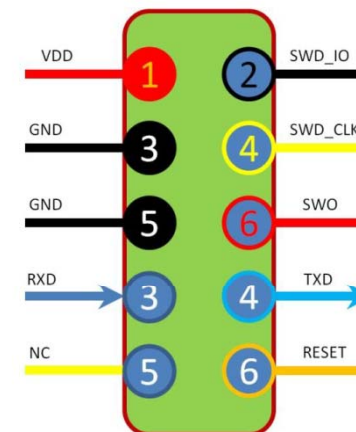 VDD 1 2 SWD_IO
GND 3 4 SWD_CLK
GND 5 6 SWO
RXD 3 4 TXD
NC 5 6 RESET